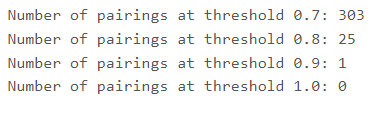 Number of pairings at threshold 0.7: 303
Number of pairings at threshold 0.8: 25
Number of pairings at threshold 0.9: 1
Number of pairings at threshold 1.0: 0